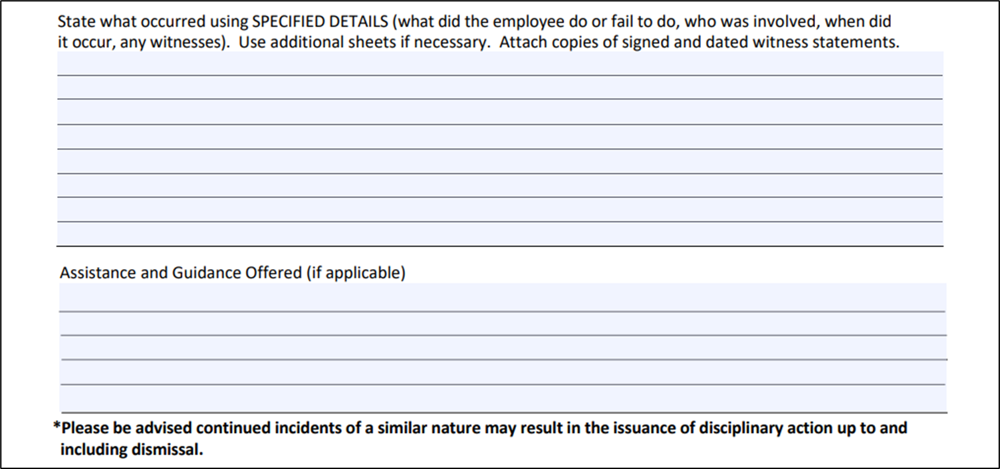 State what occurred using SPECIFIED DETAILS (what did the employee do or fail to do, who was involved, when did
it occur, any witnesses).  Use additional sheets if necessary.  Attach copies of signed and dated witness statements.
Assistance and Guidance Offered (if applicable)
*Please be advised continued incidents of a similar nature may result in the issuance of disciplinary action up to and
including dismissal.